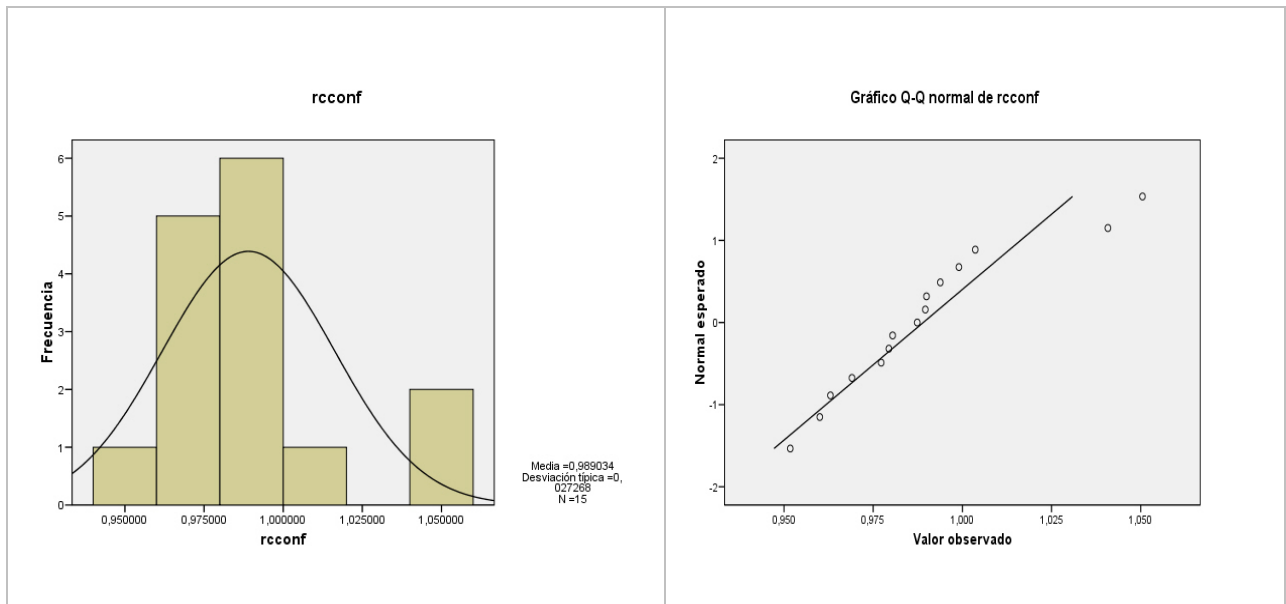 rcconf
6
5
4
3
2
1
0
Frecuencia
0,950000 0,975000 1,000000 1,025000 1,050000
rcconf
Media =0,989034
Desviación típica =0,
027268
N =15
Gráfico Q-Q normal de rcconf
2
1
0
-1
-2
Normal esperado
0,950 0,975 1,000 1,025 1,050
Valor observado